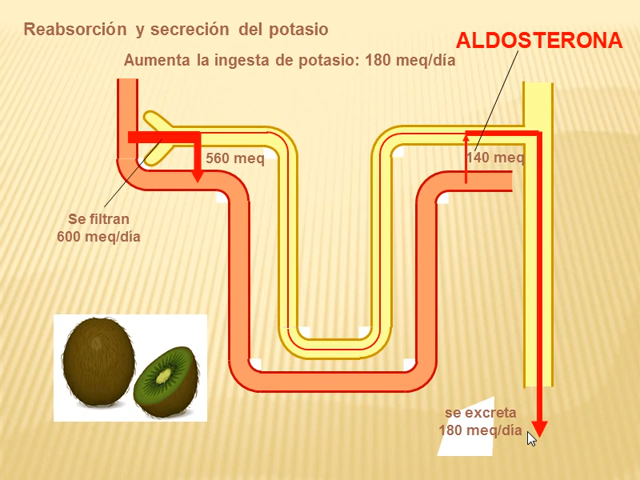 Reabsorción y secreción del potasio
ALDOSTERONA
Aumenta la ingesta de potasio: 180 meq/día
560 meq
140 meq
Se filtran
600 meq/día
se excreta
180 meq/día